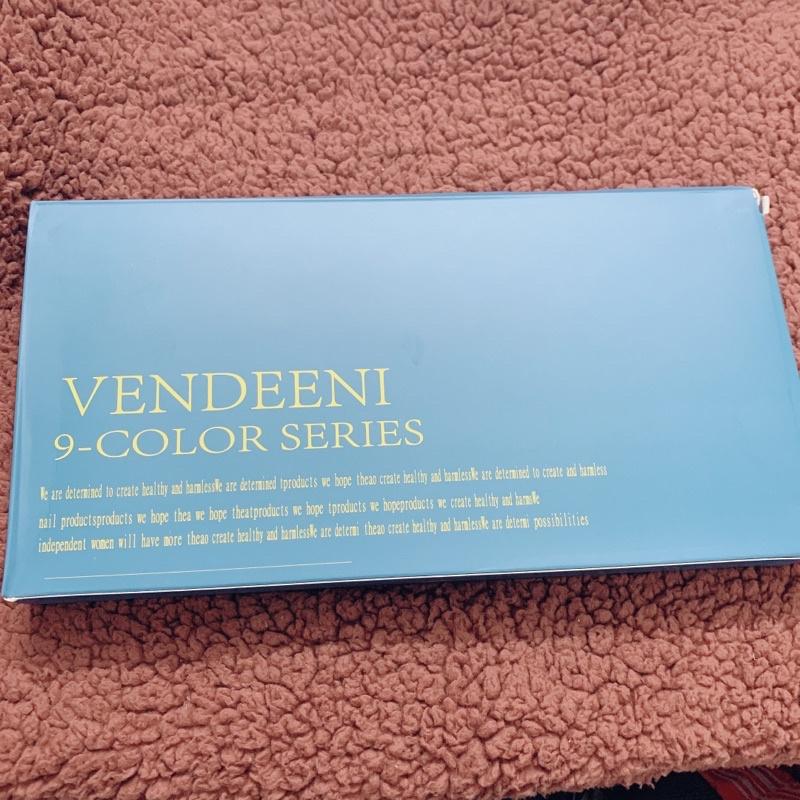 VENDEENI
9-COLOR SERIES
We are determined to create healthy and harmlessWe are determined tproducts we hope theao create healthy and harmlessWe are determined to create and harmless
nail productsproducts we hope thea we hope theatproducts we hope tproducts we hopeproducts we create healthy and harmsWe
independent women will have more theao create healthy and harmlessWe are determi theao create healthy and harmlessWe are determi possibilities